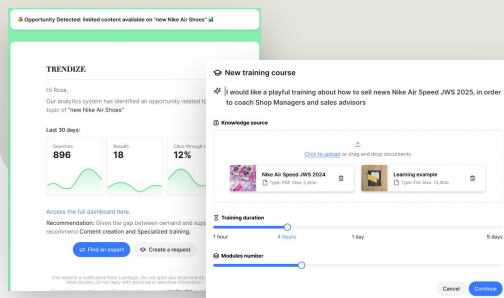 Opportunity Detected: limited content available on "new Nike Air Shoes"
TRENDIZE
Hi Rosa,
Our analytics system has identified an opportunity related to
topic of "new Nike Air Shoes"
Last 30 days:
Searches
896
Results
18
Click-through
12%
Access the full dashboard here.
Recommendation: Given the gap between demand and supp
recommend Content creation and Specialized training.
Find an expert
Create a request
New training course
I would like a playful training about how to sell news Nike Air Speed JWS 2025, in order
to coach Shop Managers and sales advisors
Knowledge source
Click to upload or drag and drop documents
Nike Air Speed JWS 2024
Type: PDF Size: 2,4mo
Learning example
Type: File Size: 10,4mo
Training duration
1 hour
4 hours
1 day
5 days
Modules number
Cancel
Continue